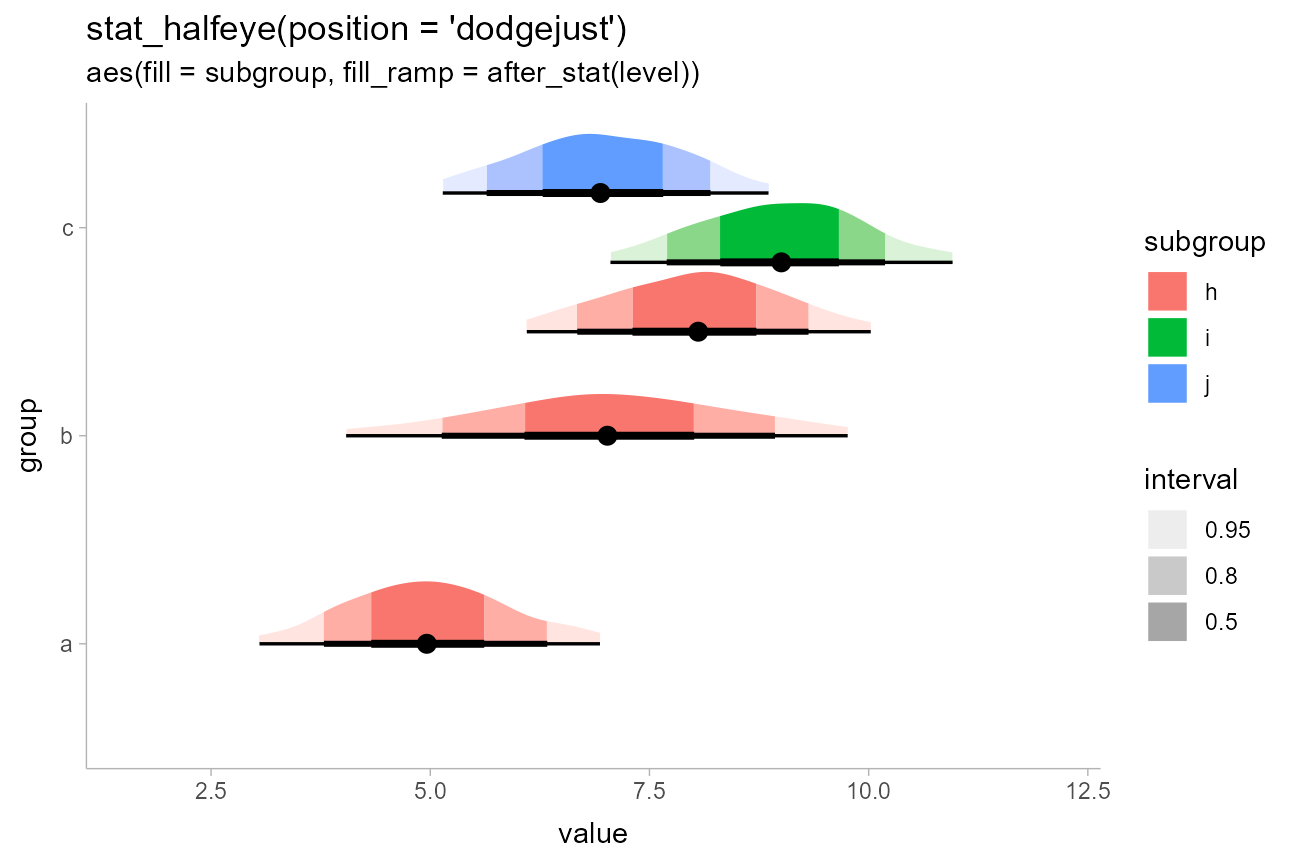 stat_halfeye(position = 'dodgejust')
aes(fill = subgroup, fill_ramp = after_stat(level))
group
c
b
a
2.5
5.0
7.5
10.0
12.5
value
subgroup
h
i
j
interval
0.95
0.8
0.5